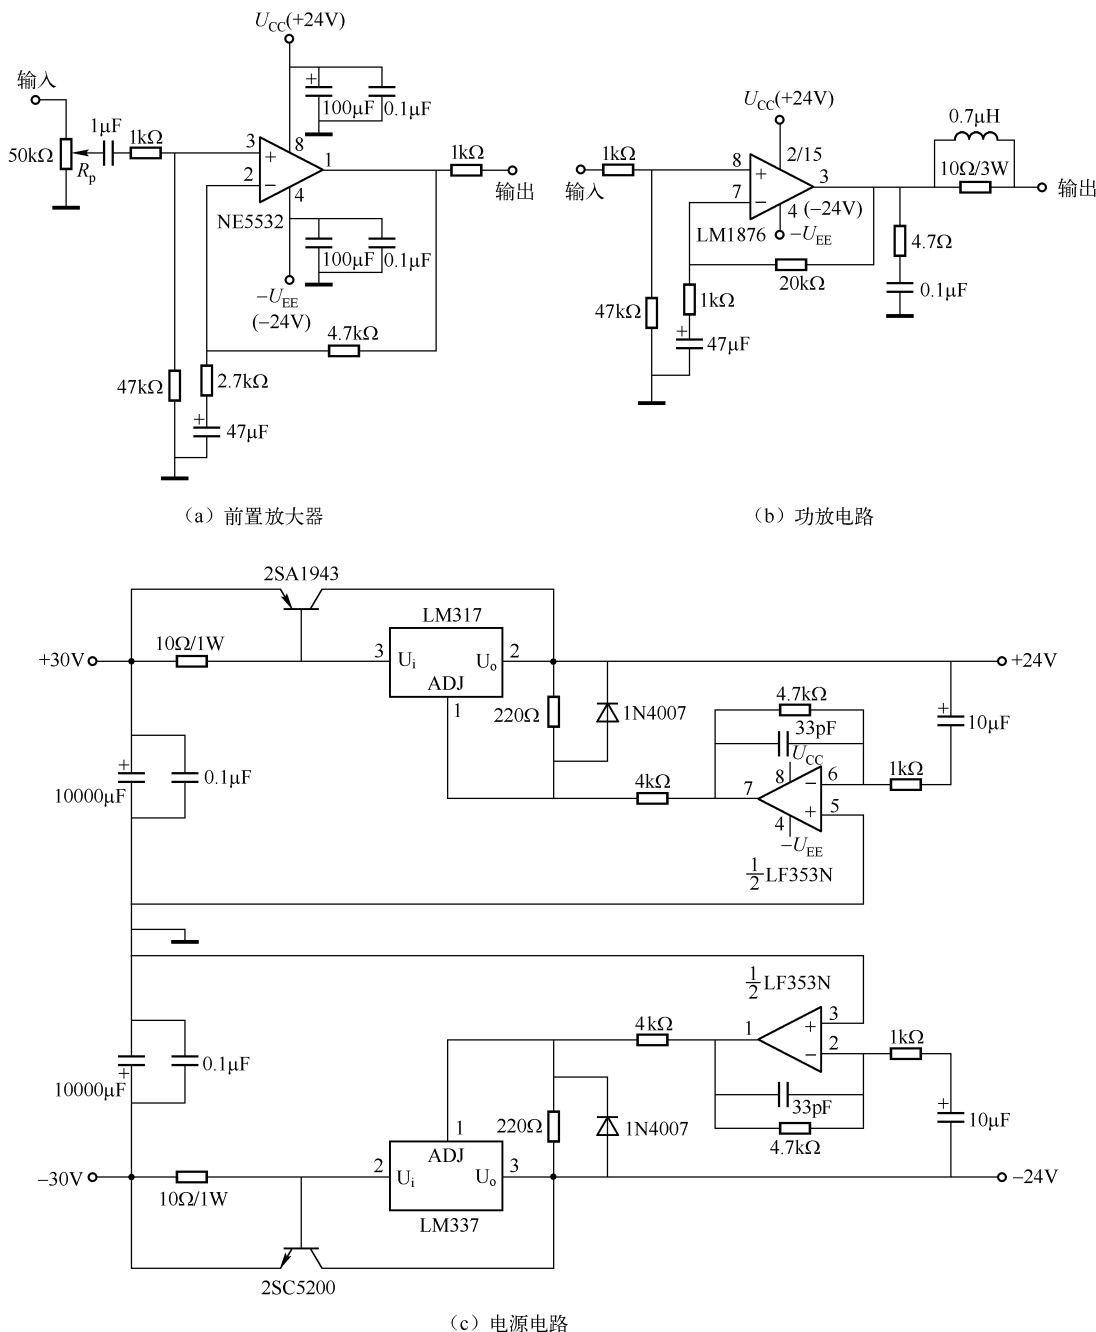 U_CC(+24V)
输入
1μF
1kΩ
50kΩ
R_p
+
100μF
0.1μF
3
8
+
2
−
1
4
NE5532
1kΩ
输出
+
100μF
0.1μF
−U_EE
(−24V)
4.7kΩ
47kΩ
2.7kΩ
+
47μF
(a) 前置放大器
U_CC(+24V)
1kΩ
输入
8
+
7
−
2/15
3
4 (−24V)
−U_EE
LM1876
0.7μH
10Ω/3W
输出
4.7Ω
0.1μF
20kΩ
47kΩ
1kΩ
+
47μF
(b) 功放电路
2SA1943
+30V
10Ω/1W
LM317
3
U_i
U_o
2
ADJ
1
+24V
220Ω
1N4007
4.7kΩ
33pF
+
10μF
U_CC
4kΩ
7
8
−
6
1kΩ
+
5
4
−U_EE
1/2 LF353N
+
10000μF
0.1μF
1/2 LF353N
10000μF
+
0.1μF
4kΩ
1
+
3
−
2
1kΩ
33pF
4.7kΩ
+
10μF
220Ω
1N4007
1
ADJ
−30V
10Ω/1W
2
U_i
U_o
3
−24V
LM337
2SC5200
(c) 电源电路